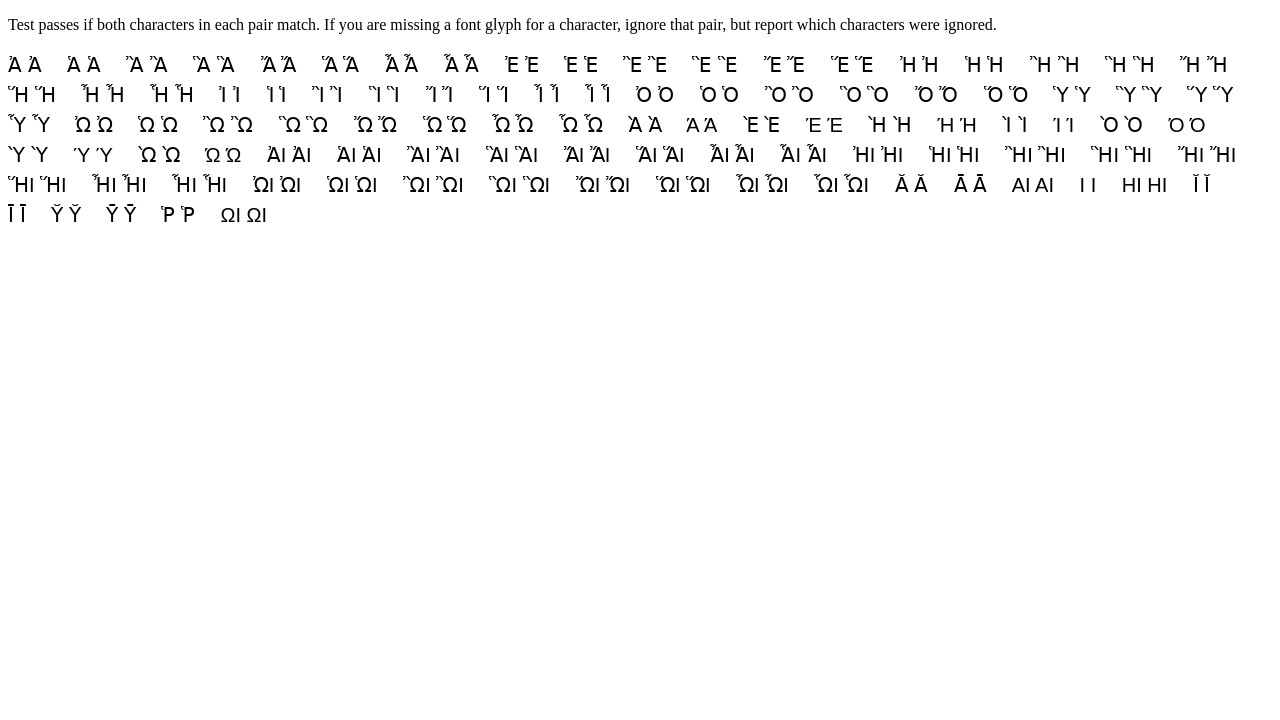 Test passes if both characters in each pair match. If you are missing a font glyph for a character, ignore that pair, but report which characters were ignored.
Ἀ Ἀ Ἁ Ἁ Ἂ Ἂ Ἃ Ἃ Ἄ Ἄ Ἅ Ἅ Ἆ Ἆ Ἇ Ἇ Ἐ Ἐ Ἑ Ἑ Ἒ Ἒ Ἓ Ἓ Ἔ Ἔ Ἕ Ἕ Ἠ Ἠ Ἡ Ἡ Ἢ Ἢ Ἣ Ἣ Ἤ Ἤ
Ἥ Ἥ Ἦ Ἦ Ἧ Ἧ Ἰ Ἰ Ἱ Ἱ Ἲ Ἲ Ἳ Ἳ Ἴ Ἴ Ἵ Ἵ Ἶ Ἶ Ἷ Ἷ Ὀ Ὀ Ὁ Ὁ Ὂ Ὂ Ὃ Ὃ Ὄ Ὄ Ὅ Ὅ Ὑ Ὑ Ὓ Ὓ Ὕ Ὕ
Ὗ Ὗ Ὠ Ὠ Ὡ Ὡ Ὢ Ὢ Ὣ Ὣ Ὤ Ὤ Ὥ Ὥ Ὦ Ὦ Ὧ Ὧ Ὰ Ὰ Ά Ά Ὲ Ὲ Έ Έ Ὴ Ὴ Ή Ή Ὶ Ὶ Ί Ί Ὸ Ὸ Ό Ό
Ὺ Ὺ Ύ Ύ Ὼ Ὼ Ώ Ώ ἈΙ ἈΙ ἉΙ ἉΙ ἊΙ ἊΙ ἋΙ ἋΙ ἌΙ ἌΙ ἍΙ ἍΙ ἎΙ ἎΙ ἏΙ ἏΙ ἨΙ ἨΙ ἩΙ ἩΙ ἪΙ ἪΙ ἫΙ ἫΙ ἬΙ ἬΙ
ἭΙ ἭΙ ἮΙ ἮΙ ἯΙ ἯΙ ὨΙ ὨΙ ὩΙ ὩΙ ὪΙ ὪΙ ὫΙ ὫΙ ὬΙ ὬΙ ὭΙ ὭΙ ὮΙ ὮΙ ὯΙ ὯΙ Ᾰ Ᾰ Ᾱ Ᾱ ΑΙ ΑΙ Ι Ι ΗΙ ΗΙ Ῐ Ῐ
Ῑ Ῑ Ῠ Ῠ Ῡ Ῡ Ῥ Ῥ ΩΙ ΩΙ